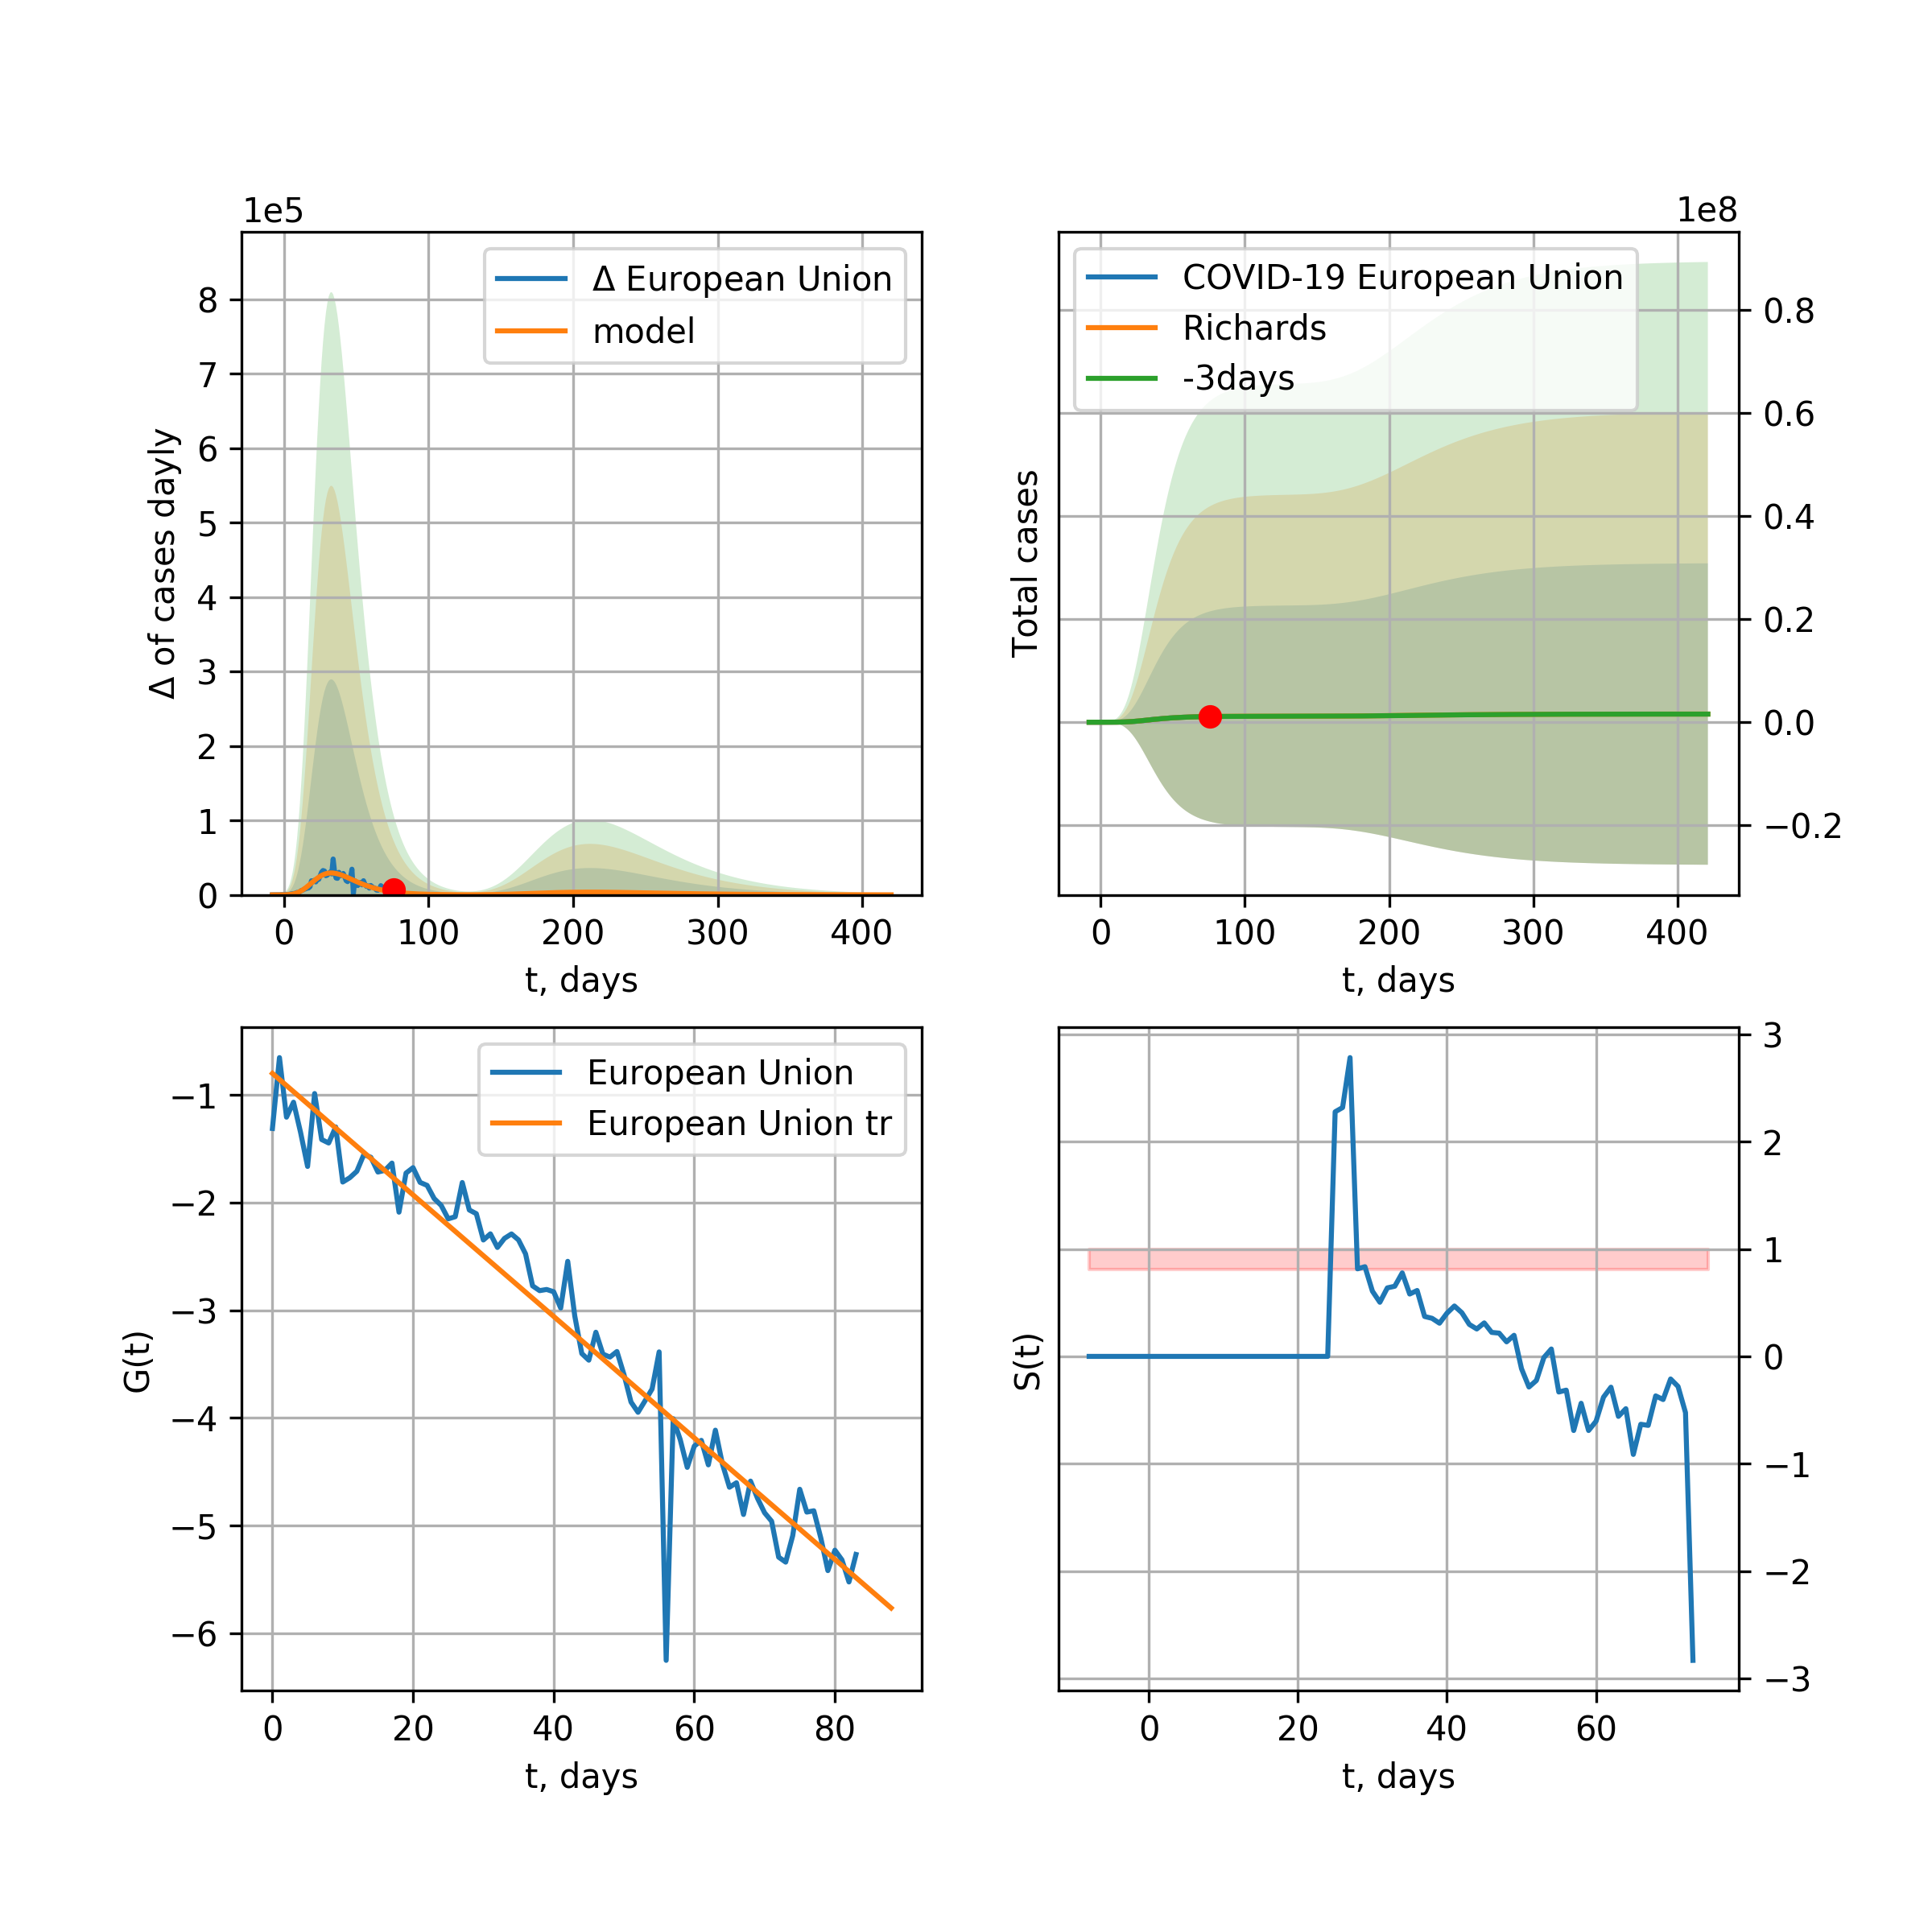 1e5
Δ European Union
model
8
7
6
5
4
3
2
1
0
Δ of cases dayly
0 100 200 300 400
t, days
1e8
COVID-19 European Union
Richards
-3days
0.8
0.6
0.4
0.2
0.0
−0.2
Total cases
0 100 200 300 400
t, days
European Union
European Union tr
−1
−2
−3
−4
−5
−6
G(t)
0 20 40 60 80
t, days
3
2
1
0
−1
−2
−3
S(t)
0 20 40 60
t, days